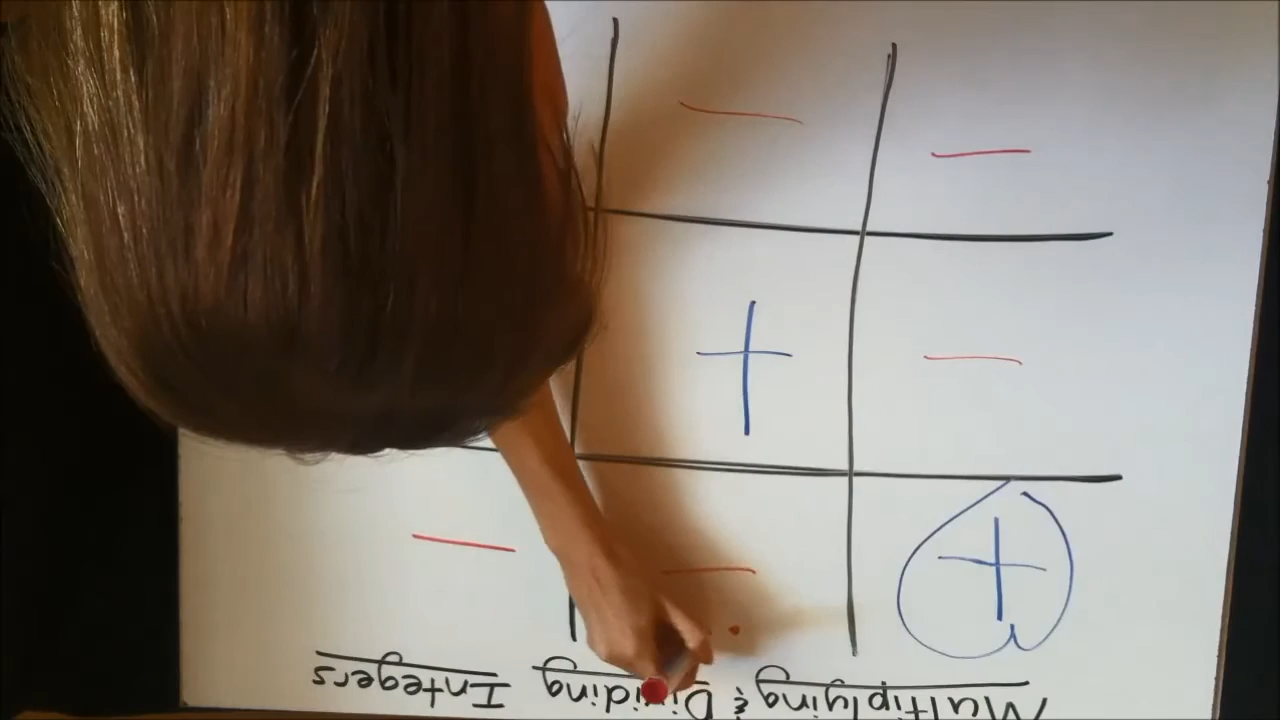 Multiplying & Dividing Integers
+ − −
− +
− −